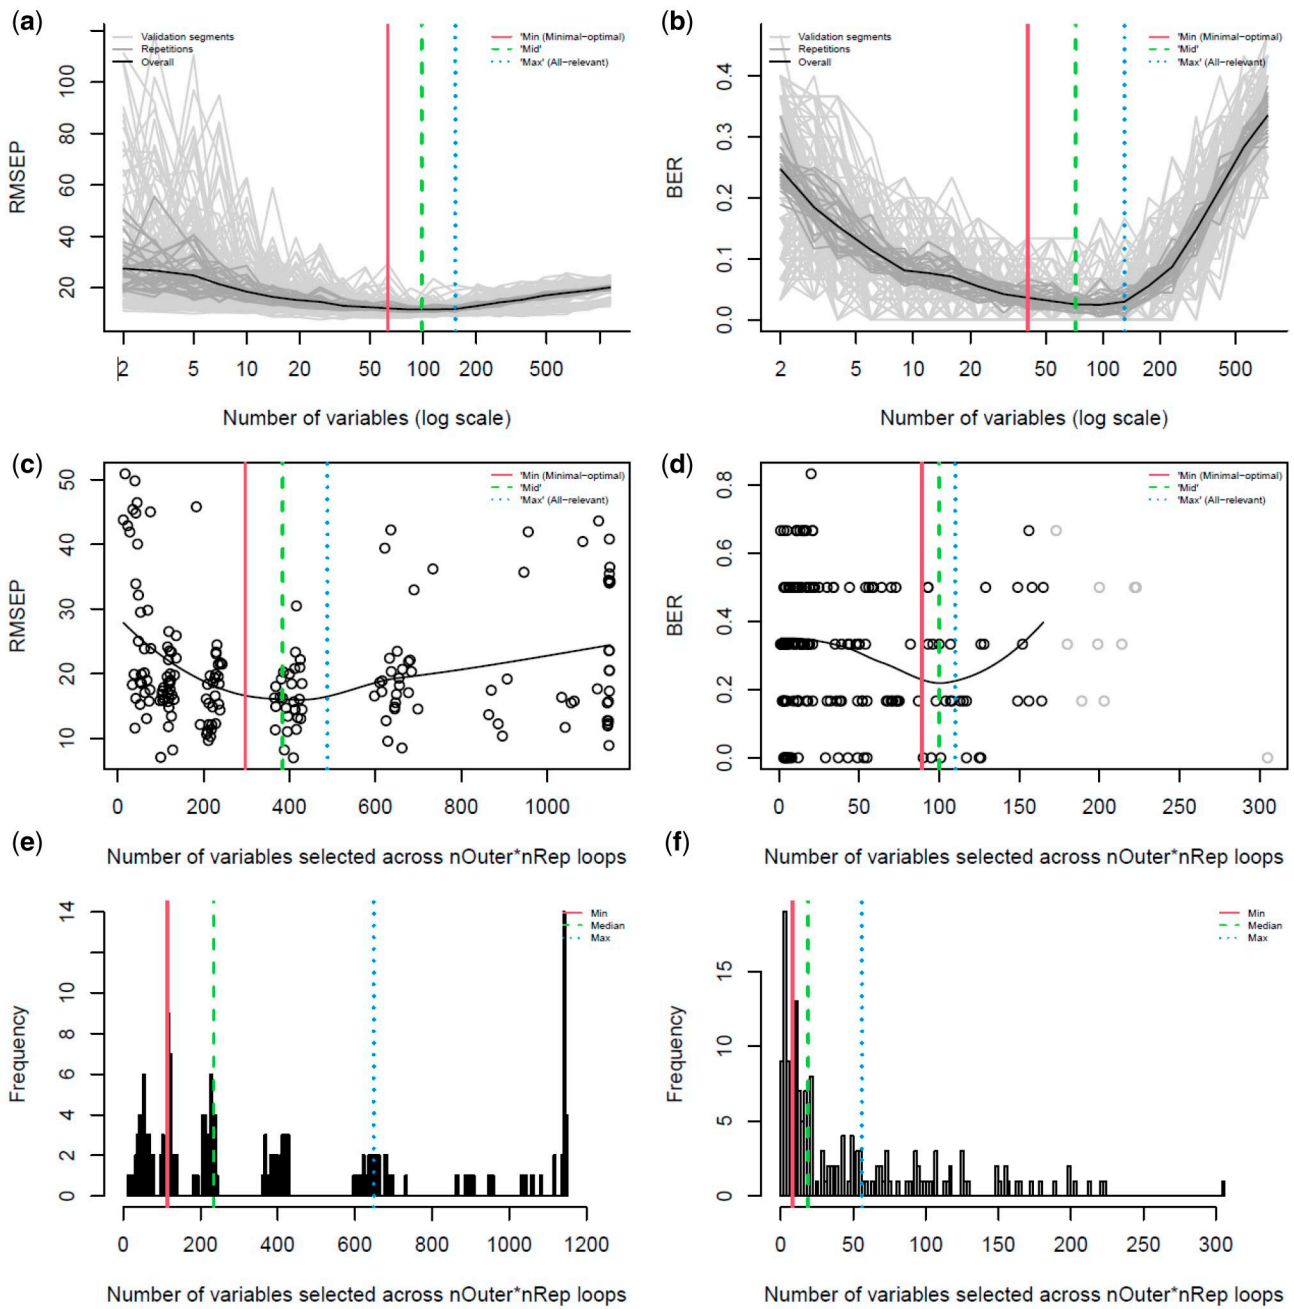 (a)
Validation segments
Repetitions
Overall
'Min (Minimal-optimal)
'Mid'
'Max' (All-relevant)
RMSEP
100
80
60
40
20
2 5 10 20 50 100 200 500
Number of variables (log scale)
(b)
Validation segments
Repetitions
Overall
'Min (Minimal-optimal)
'Mid'
'Max' (All-relevant)
BER
0.4
0.3
0.2
0.1
0.0
2 5 10 20 50 100 200 500
Number of variables (log scale)
(c)
'Min (Minimal-optimal)
'Mid'
'Max' (All-relevant)
RMSEP
50
40
30
20
10
0 200 400 600 800 1000
Number of variables selected across nOuter*nRep loops
(d)
'Min (Minimal-optimal)
'Mid'
'Max' (All-relevant)
BER
0.8
0.6
0.4
0.2
0.0
0 50 100 150 200 250 300
Number of variables selected across nOuter*nRep loops
(e)
Min
Median
Max
Frequency
14
10
8
6
4
2
0
0 200 400 600 800 1000 1200
Number of variables selected across nOuter*nRep loops
(f)
Min
Median
Max
Frequency
15
10
5
0
0 50 100 150 200 250 300
Number of variables selected across nOuter*nRep loops